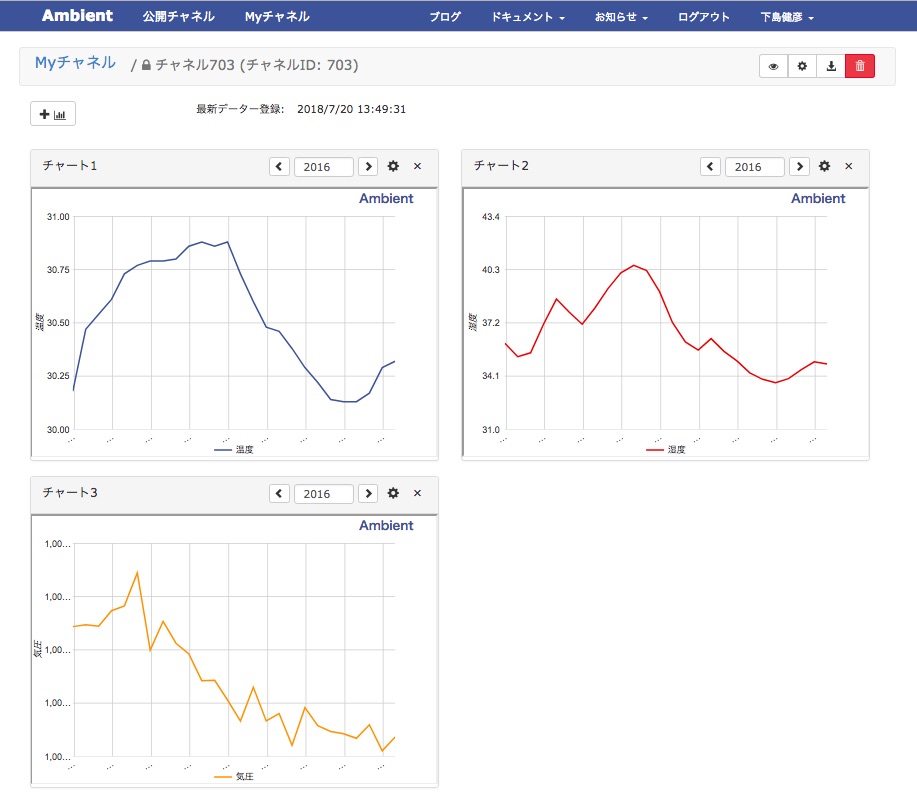 Ambient 公開チャネル Myチャネル ブログ ドキュメント お知らせ ログアウト 下島健彦
Myチャネル / チャネル703 (チャネルID: 703)
最新データー登録: 2018/7/20 13:49:31
チャート1 2016
Ambient
31.00
30.75
30.50
30.25
30.00
温度
温度
チャート2 2016
Ambient
43.4
40.3
37.2
34.1
31.0
湿度
湿度
チャート3 2016
Ambient
1,00...
1,00...
1,00...
1,00...
1,00...
気圧
気圧